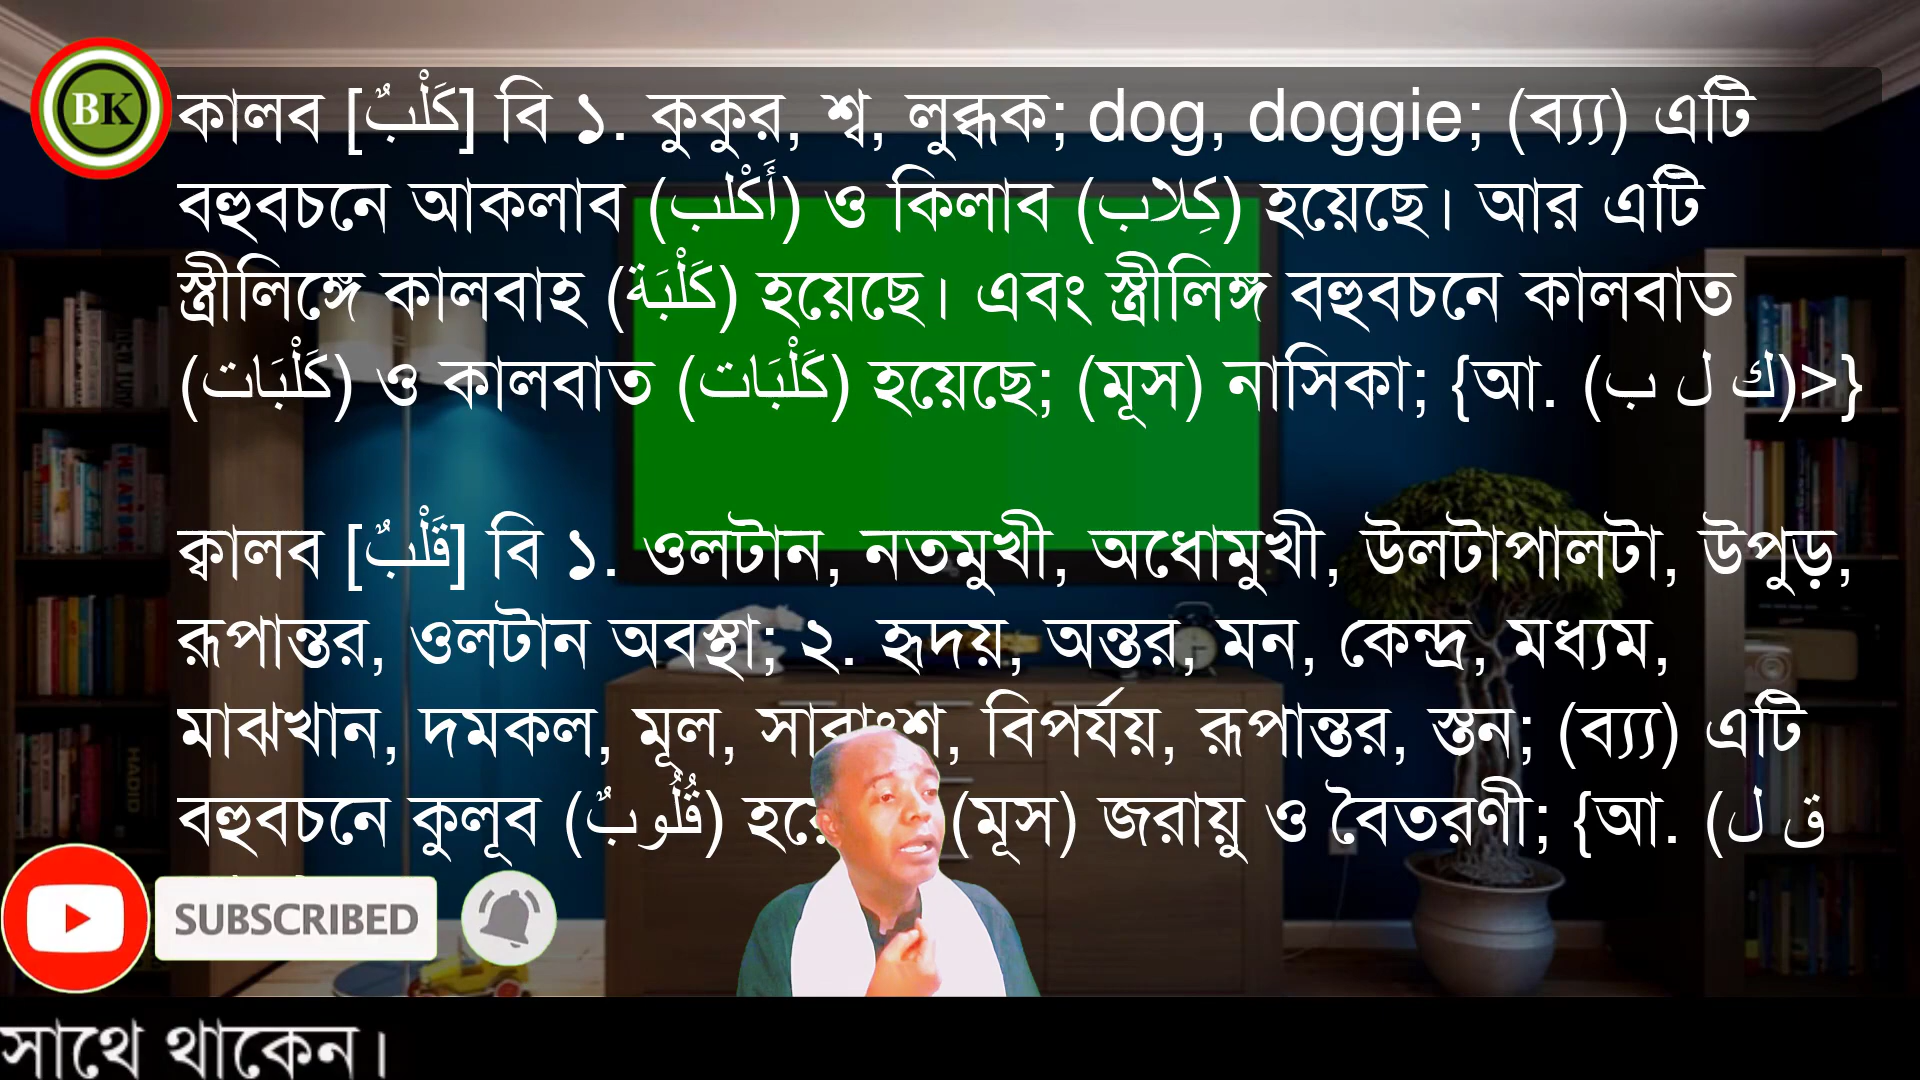 BK
কালব [كَلْبٌ] বি ১. কুকুর, শ্ব, লুব্ধক; dog, doggie; (ব্য্য) এটি
বহুবচনে আকলাব (أَكْلب) ও কিলাব (كِلاب) হয়েছে। আর এটি
স্ত্রীলিঙ্গে কালবাহ (كَلْبَة) হয়েছে। এবং স্ত্রীলিঙ্গ বহুবচনে কালবাত
(كَلْبَات) ও কালবাত (كَلْبَات) হয়েছে; (মূস) নাসিকা; {আ. (ك ل ب)>}
ক্বালব [قَلْبٌ] বি ১. ওলটান, নতমুখী, অধোমুখী, উলটাপালটা, উপুড়,
রূপান্তর, ওলটান অবস্থা; ২. হৃদয়, অন্তর, মন, কেন্দ্র, মধ্যম,
মাঝখান, দমকল, মূল, সারাংশ, বিপর্যয়, রূপান্তর, স্তন; (ব্য্য) এটি
বহুবচনে কুলূব (قُلُوبٌ) (মূস) জরায়ু ও বৈতরণী; {আ. (ق ل
SUBSCRIBED
সাথে থাকেন।